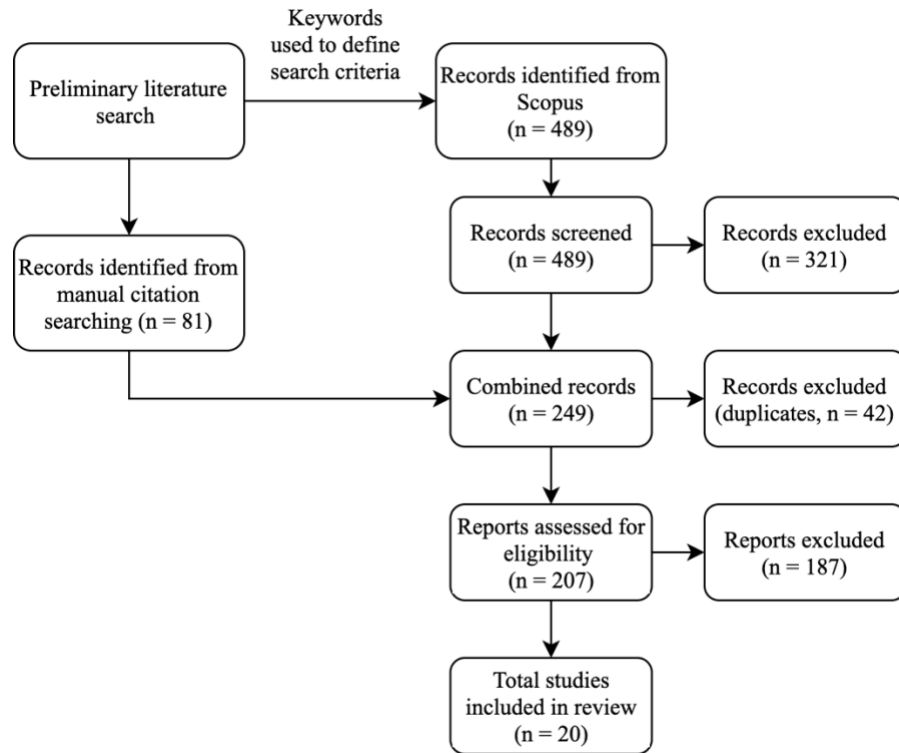 Keywords
used to define
search criteria
Preliminary literature
search
Records identified from
Scopus
(n = 489)
Records screened
(n = 489)
Records excluded
(n = 321)
Records identified from
manual citation
searching (n = 81)
Combined records
(n = 249)
Records excluded
(duplicates, n = 42)
Reports assessed for
eligibility
(n = 207)
Reports excluded
(n = 187)
Total studies
included in review
(n = 20)